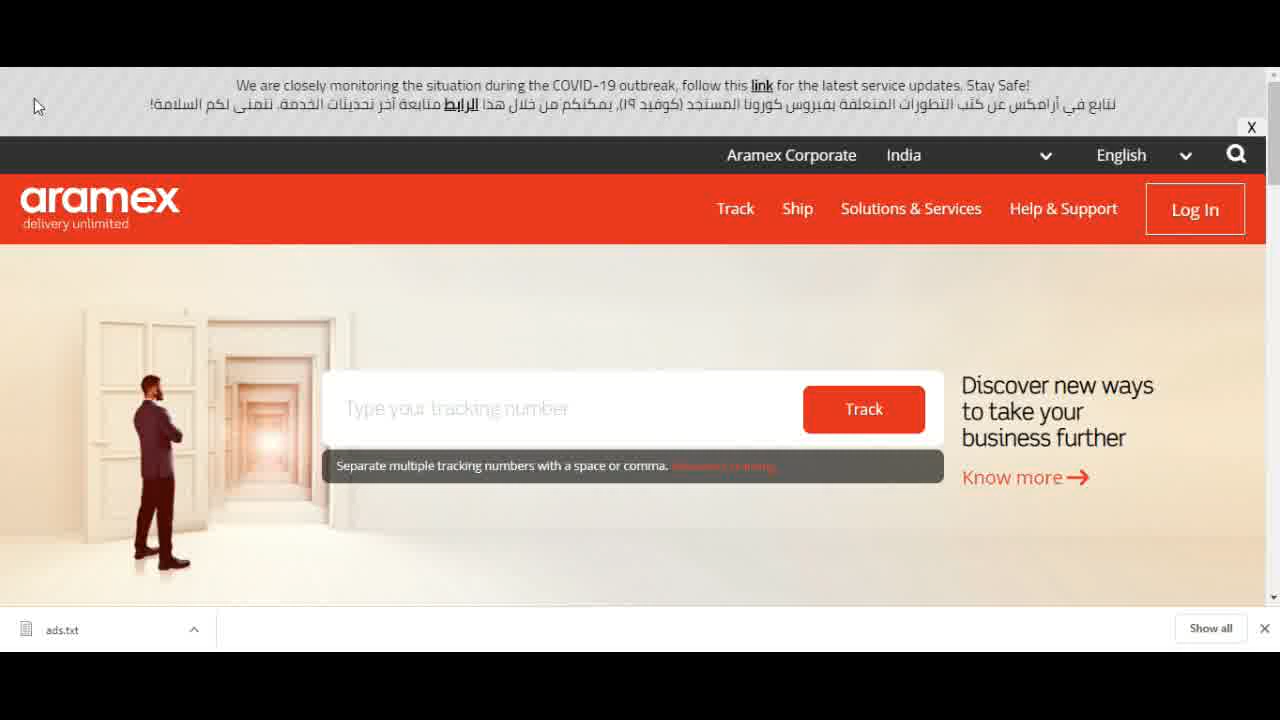 We are closely monitoring the situation during the COVID-19 outbreak, follow this link for the latest service updates. Stay Safe!
نتابع في أرامكس عن كثب التطورات المتعلقة بفيروس كورونا المستجد (كوفيد ١٩)، يمكنكم من خلال هذا الرابط متابعة آخر تحديثات الخدمة. نتمنى لكم السلامة!
X
Aramex Corporate India English
aramex
delivery unlimited
Track Ship Solutions & Services Help & Support Log In
Type your tracking number
Track
Separate multiple tracking numbers with a space or comma.
Discover new ways
to take your
business further
Know more
ads.txt
Show all